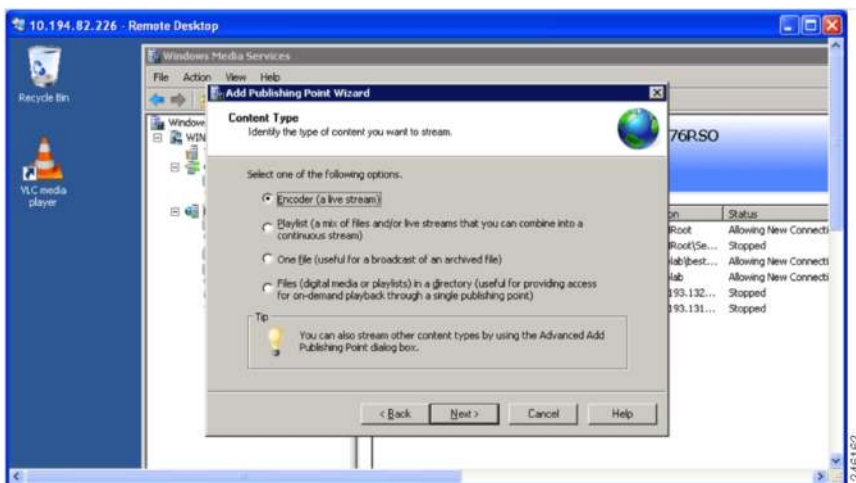 10.194.82.226 - Remote Desktop
Recycle Bin
VLC media
player
Windows Media Services
File Action View Help
Add Publishing Point Wizard
Content Type
Identify the type of content you want to stream.
Select one of the following options.
Encoder (a live stream)
Playlist (a mix of files and/or live streams that you can combine into a
continuous stream)
One file (useful for a broadcast of an archived file)
Files (digital media or playlists) in a directory (useful for providing access
for on-demand playback through a single publishing point)
Tip
You can also stream other content types by using the Advanced Add
Publishing Point dialog box.
< Back Next > Cancel Help
Window
WIN
76RSO
on Status
Root Allowing New Connecti
Root\Se... Stopped
lab\best... Allowing New Connecti
lab Allowing New Connecti
193.132... Stopped
193.131... Stopped
246162